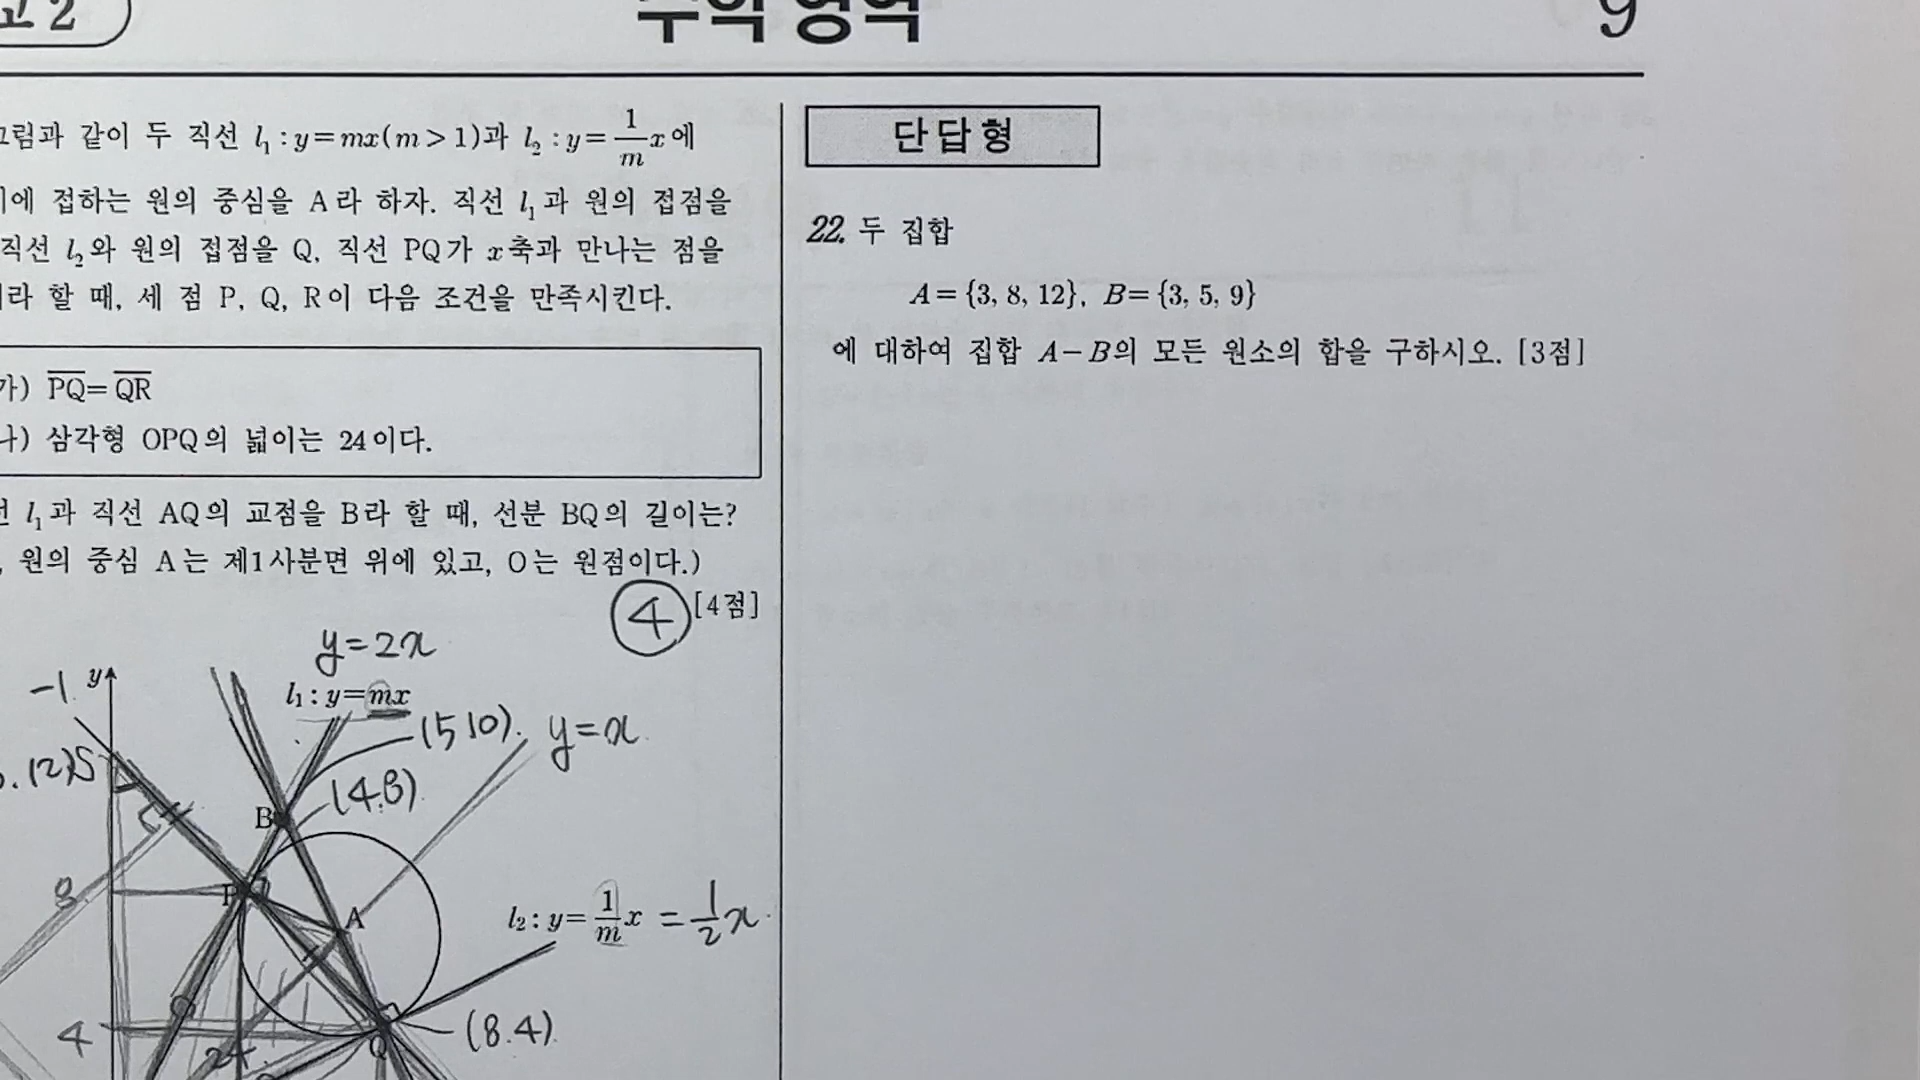 고2
수학 영역
9
그림과 같이 두 직선 l₁ : y=mx(m>1)과 l₂ : y=1/m x에
에 접하는 원의 중심을 A라 하자. 직선 l₁과 원의 접점을
직선 l₂와 원의 접점을 Q, 직선 PQ가 x축과 만나는 점을
이라 할 때, 세 점 P, Q, R이 다음 조건을 만족시킨다.
가) P̅Q̅=Q̅R̅
나) 삼각형 OPQ의 넓이는 24이다.
선 l₁과 직선 AQ의 교점을 B라 할 때, 선분 BQ의 길이는?
, 원의 중심 A는 제1사분면 위에 있고, O는 원점이다.)
④ [4점]
y=2x
-1
y
l₁ : y=mx
(5 10).
y=x
12)S
(4.8)
B
8
P
A
l₂ : y=1/m x = 1/2 x
4
(8.4)
Q
단답형
22. 두 집합
A={3, 8, 12}, B={3, 5, 9}
에 대하여 집합 A-B의 모든 원소의 합을 구하시오. [3점]